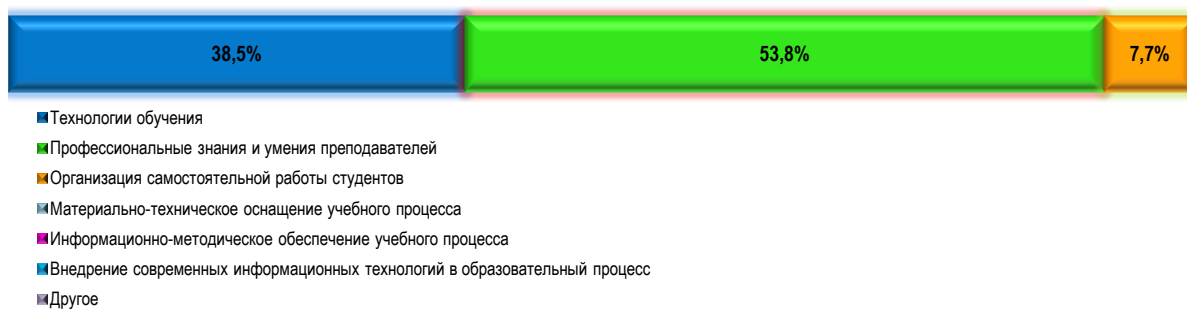 38,5% 53,8% 7,7%
Технологии обучения
Профессиональные знания и умения преподавателей
Организация самостоятельной работы студентов
Материально-техническое оснащение учебного процесса
Информационно-методическое обеспечение учебного процесса
Внедрение современных информационных технологий в образовательный процесс
Другое